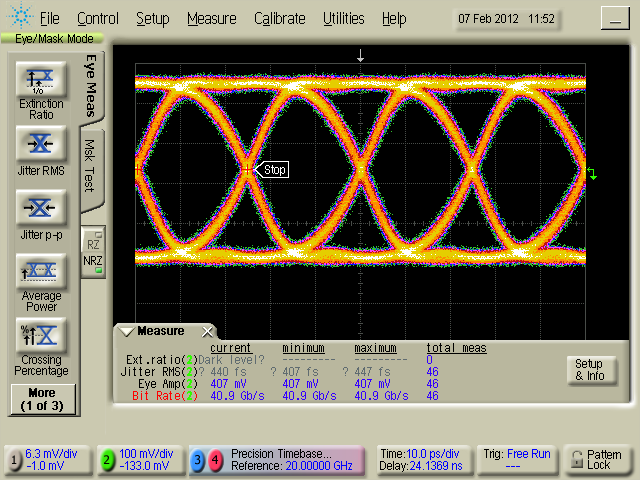 File Control Setup Measure Calibrate Utilities Help 07 Feb 2012 11:52
Eye/Mask Mode
Eye Meas
Msk Test
1/0
Extinction
Ratio
Jitter RMS
Jitter p-p
RZ
NRZ
Average
Power
%
Crossing
Percentage
More
(1 of 3)
Stop
Measure
current minimum maximum total meas
Ext.ratio(2) Dark level? --------- --------- 0
Jitter RMS(2) ? 440 fs ? 407 fs ? 447 fs 46
Eye Amp(2) 407 mV 407 mV 407 mV 46
Bit Rate(2) 40.9 Gb/s 40.9 Gb/s 40.9 Gb/s 46
Setup
& Info
1 6.3 mV/div
-1.0 mV
2 100 mV/div
-133.0 mV
3 4 Precision Timebase...
Reference: 20.00000 GHz
Time:10.0 ps/div
Delay:24.1369 ns
Trig: Free Run
---
Pattern
Lock